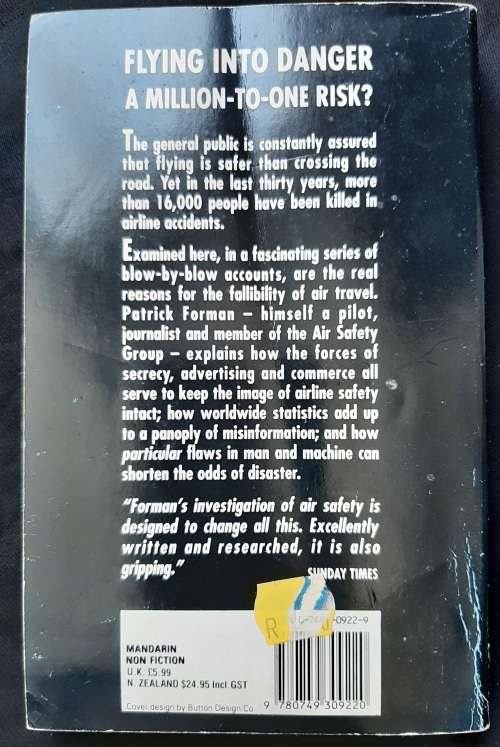 FLYING INTO DANGER
A MILLION-TO-ONE RISK?
The general public is constantly assured
that flying is safer than crossing the
road. Yet in the last thirty years, more
than 16,000 people have been killed in
airline accidents.
Examined here, in a fascinating series of
blow-by-blow accounts, are the real
reasons for the fallibility of air travel.
Patrick Forman – himself a pilot,
journalist and member of the Air Safety
Group – explains how the forces of
secrecy, advertising and commerce all
serve to keep the image of airline safety
intact; how worldwide statistics add up
to a panoply of misinformation; and how
particular flaws in man and machine can
shorten the odds of disaster.
"Forman's investigation of air safety is
designed to change all this. Excellently
written and researched, it is also
gripping."
SUNDAY TIMES
R
-0922-9
MANDARIN
NON FICTION
U.K. £5.99
N. ZEALAND $24.95 Incl.GST
Cover design by Button Design Co.
9 780749 309220